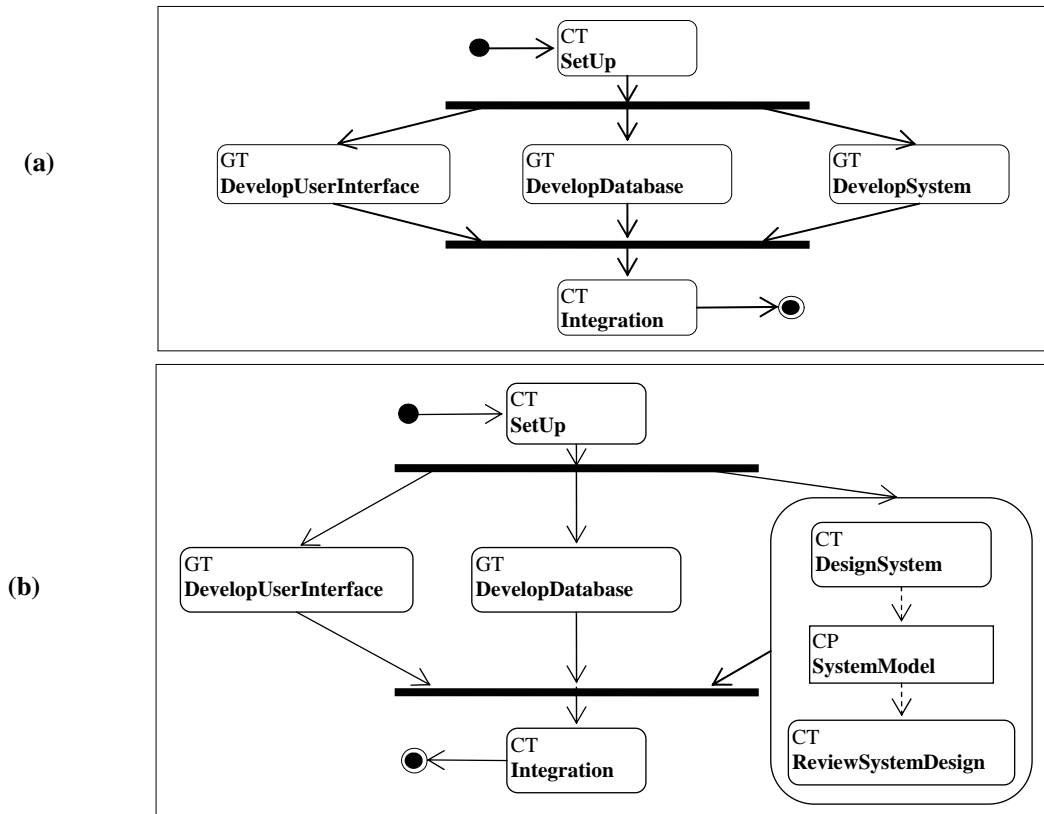 (a)
CT
SetUp
GT
DevelopUserInterface
GT
DevelopDatabase
GT
DevelopSystem
CT
Integration
(b)
CT
SetUp
GT
DevelopUserInterface
GT
DevelopDatabase
CT
DesignSystem
CP
SystemModel
CT
ReviewSystemDesign
CT
Integration